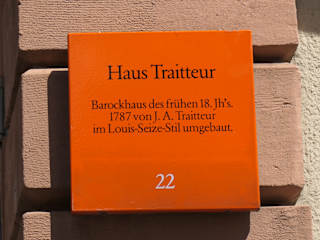 Haus Traitteur
Barockhaus des frühen 18. Jh's.
1787 von J. A. Traitteur
im Louis-Seize-Stil umgebaut.
22